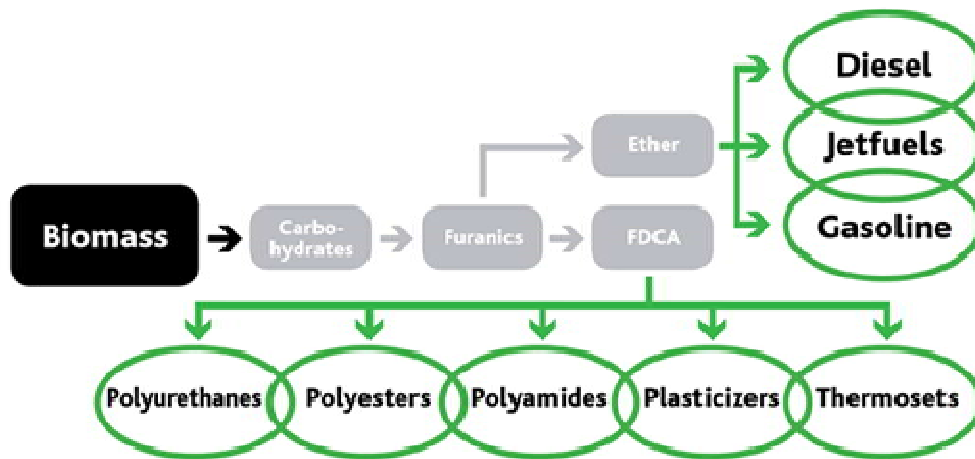 Diesel
Ether
Jetfuels
Biomass
Carbo-
hydrates
Furanics
FDCA
Gasoline
Polyurethanes
Polyesters
Polyamides
Plasticizers
Thermosets